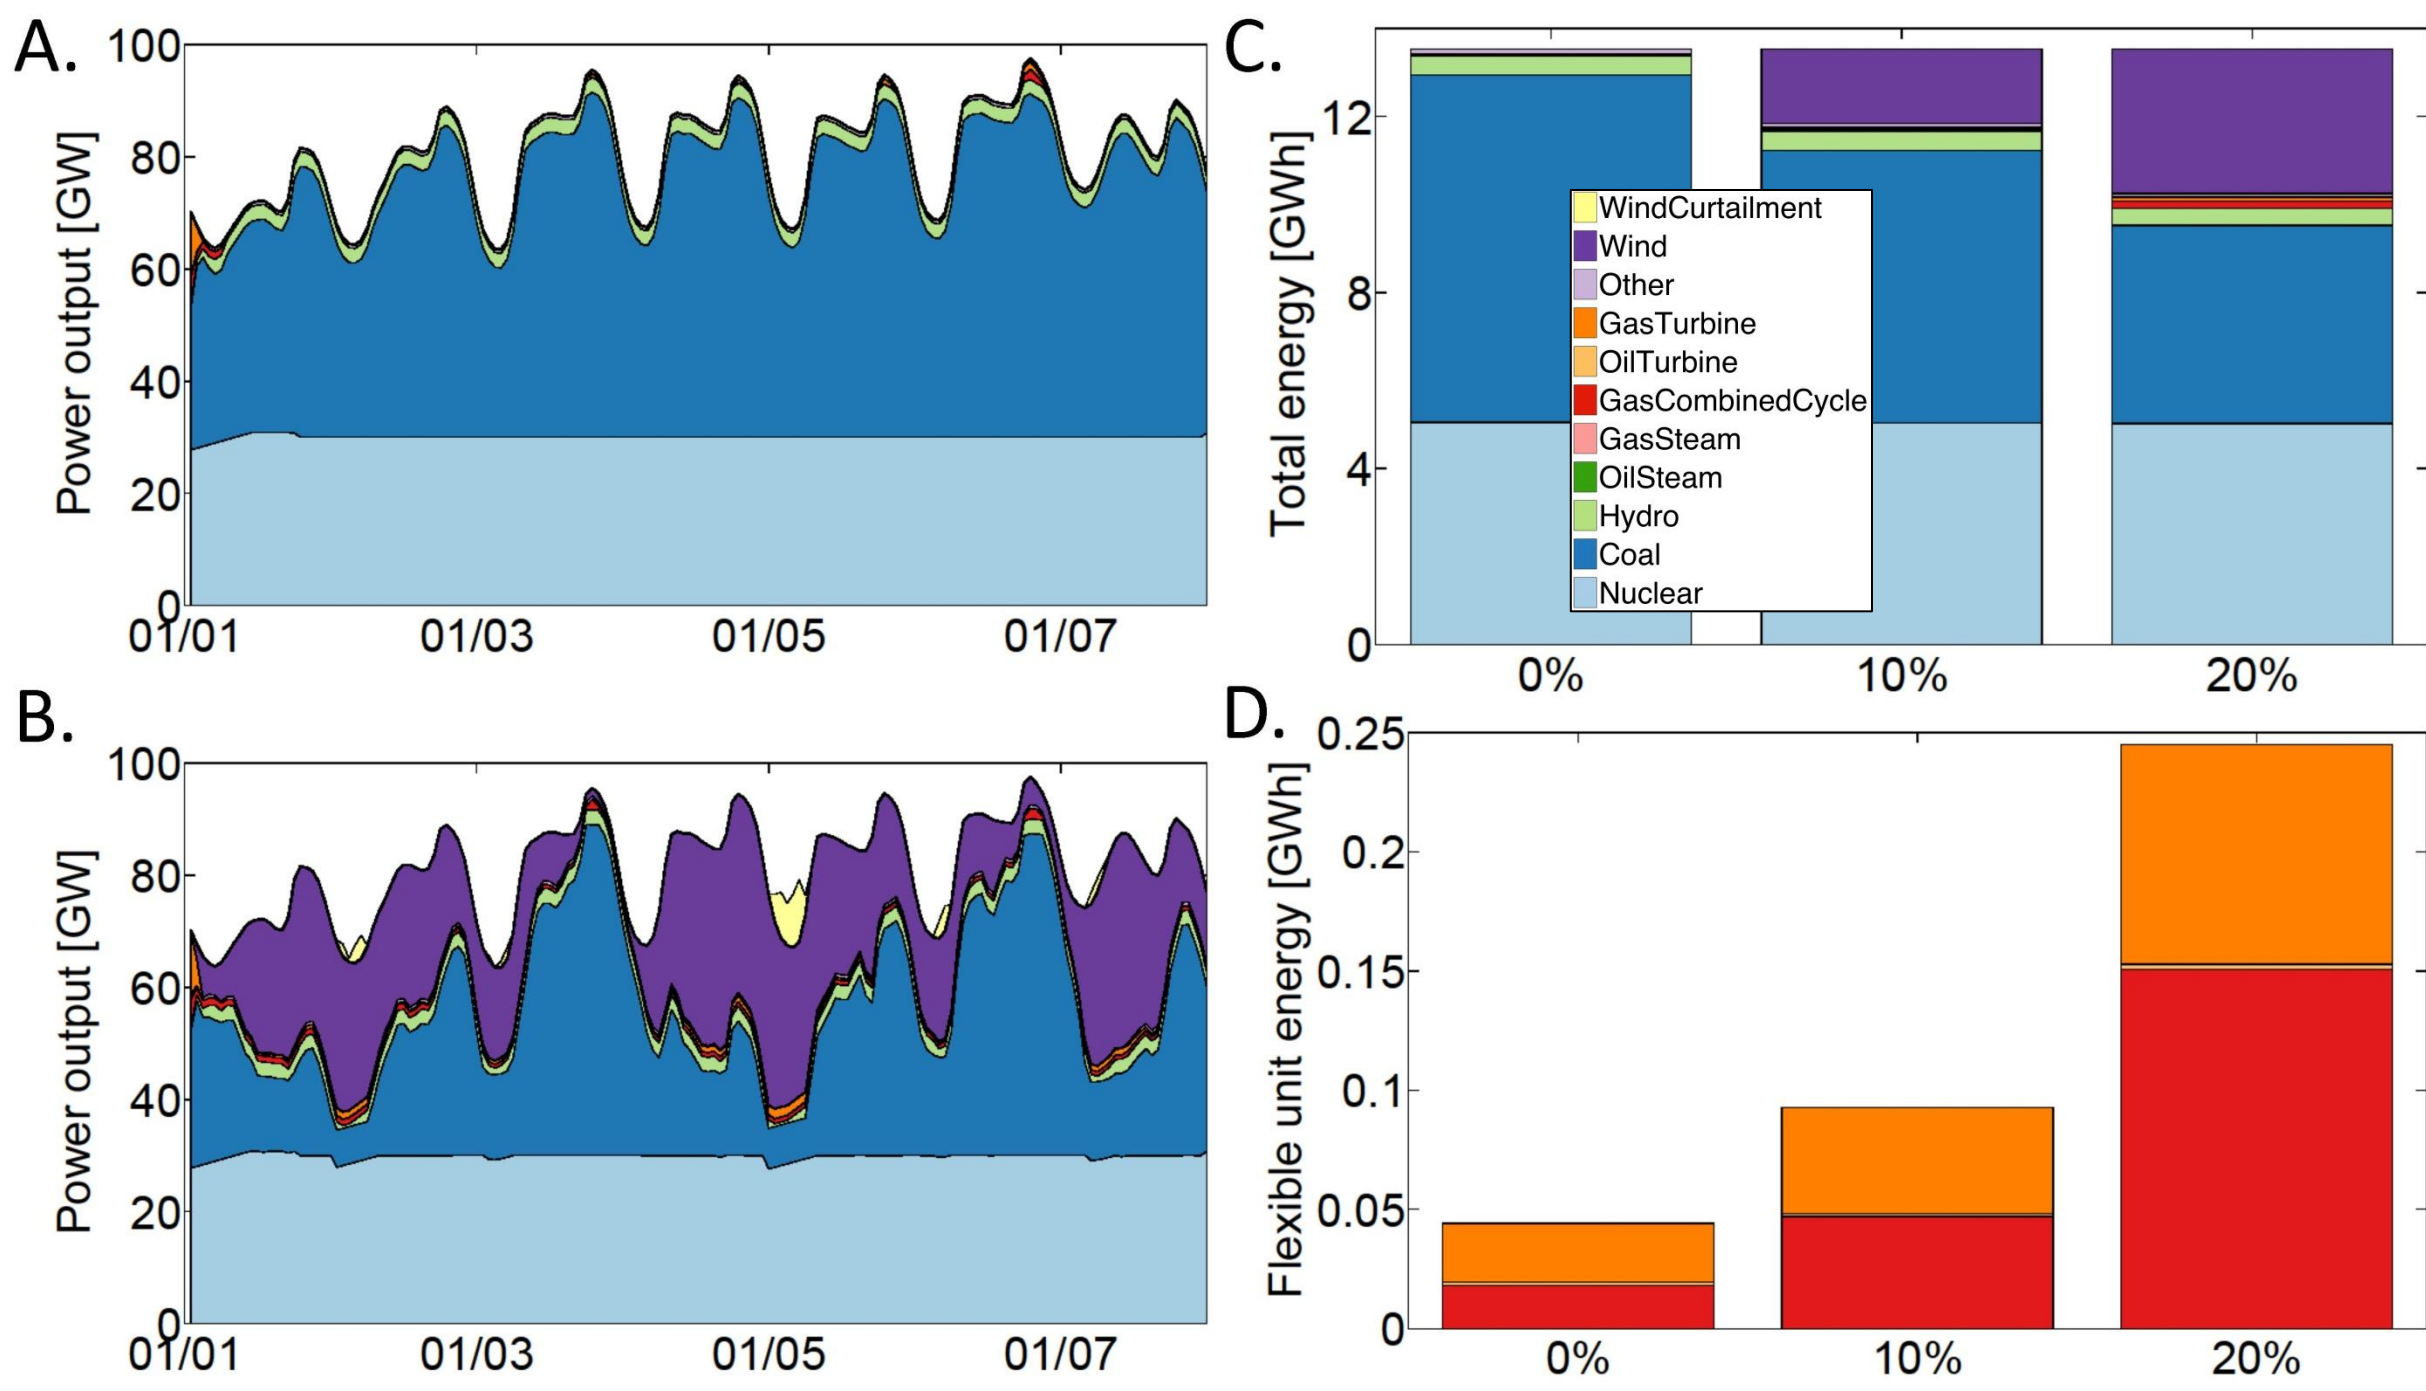 A.
Power output [GW]
100
80
60
40
20
0
01/01 01/03 01/05 01/07
B.
Power output [GW]
100
80
60
40
20
0
01/01 01/03 01/05 01/07
C.
Total energy [GWh]
12
8
4
0
WindCurtailment
Wind
Other
GasTurbine
OilTurbine
GasCombinedCycle
GasSteam
OilSteam
Hydro
Coal
Nuclear
0% 10% 20%
D.
Flexible unit energy [GWh]
0.25
0.2
0.15
0.1
0.05
0
0% 10% 20%